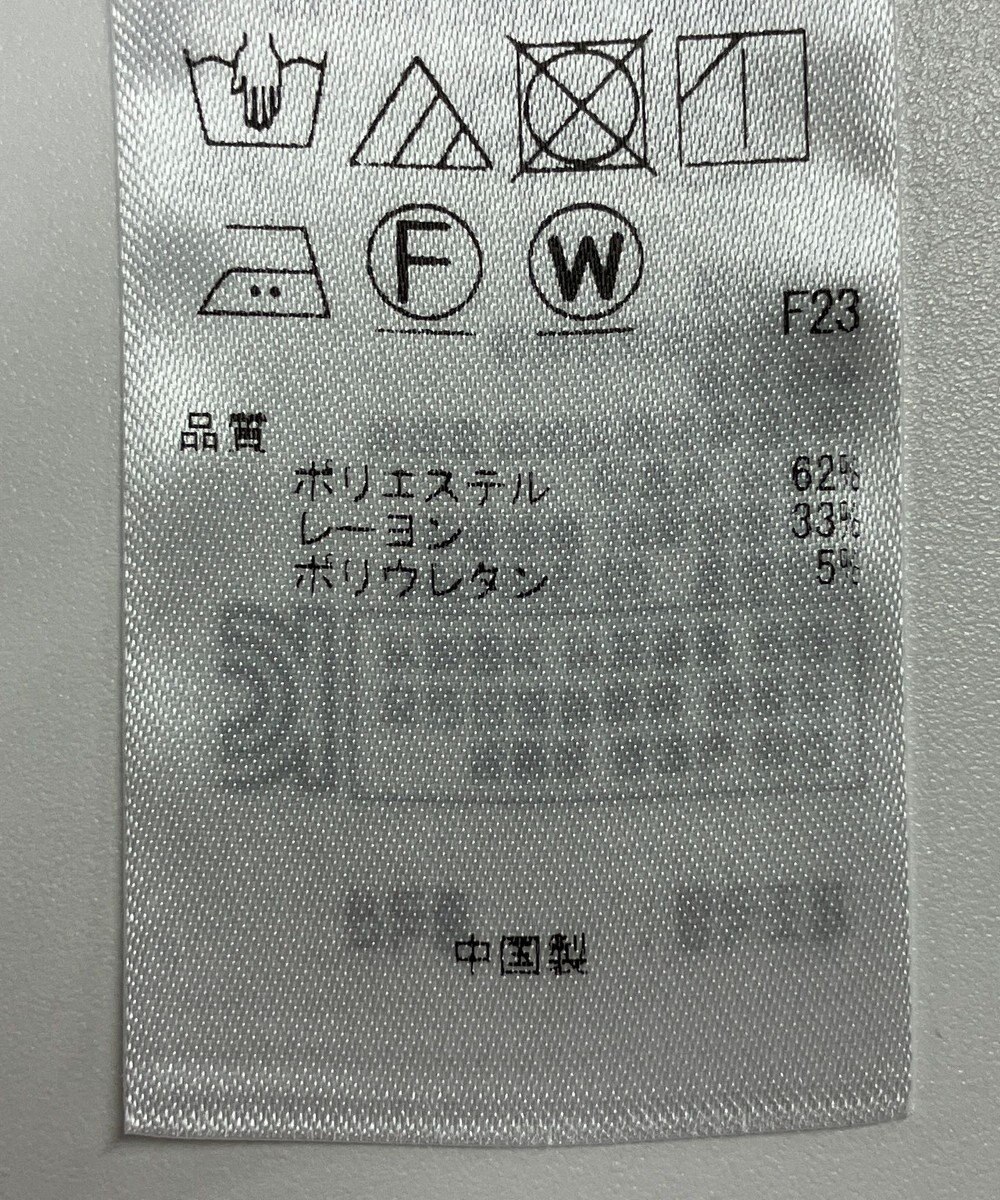 F W
F23
品質
ポリエステル 62%
レーヨン 33%
ポリウレタン 5%
中国製